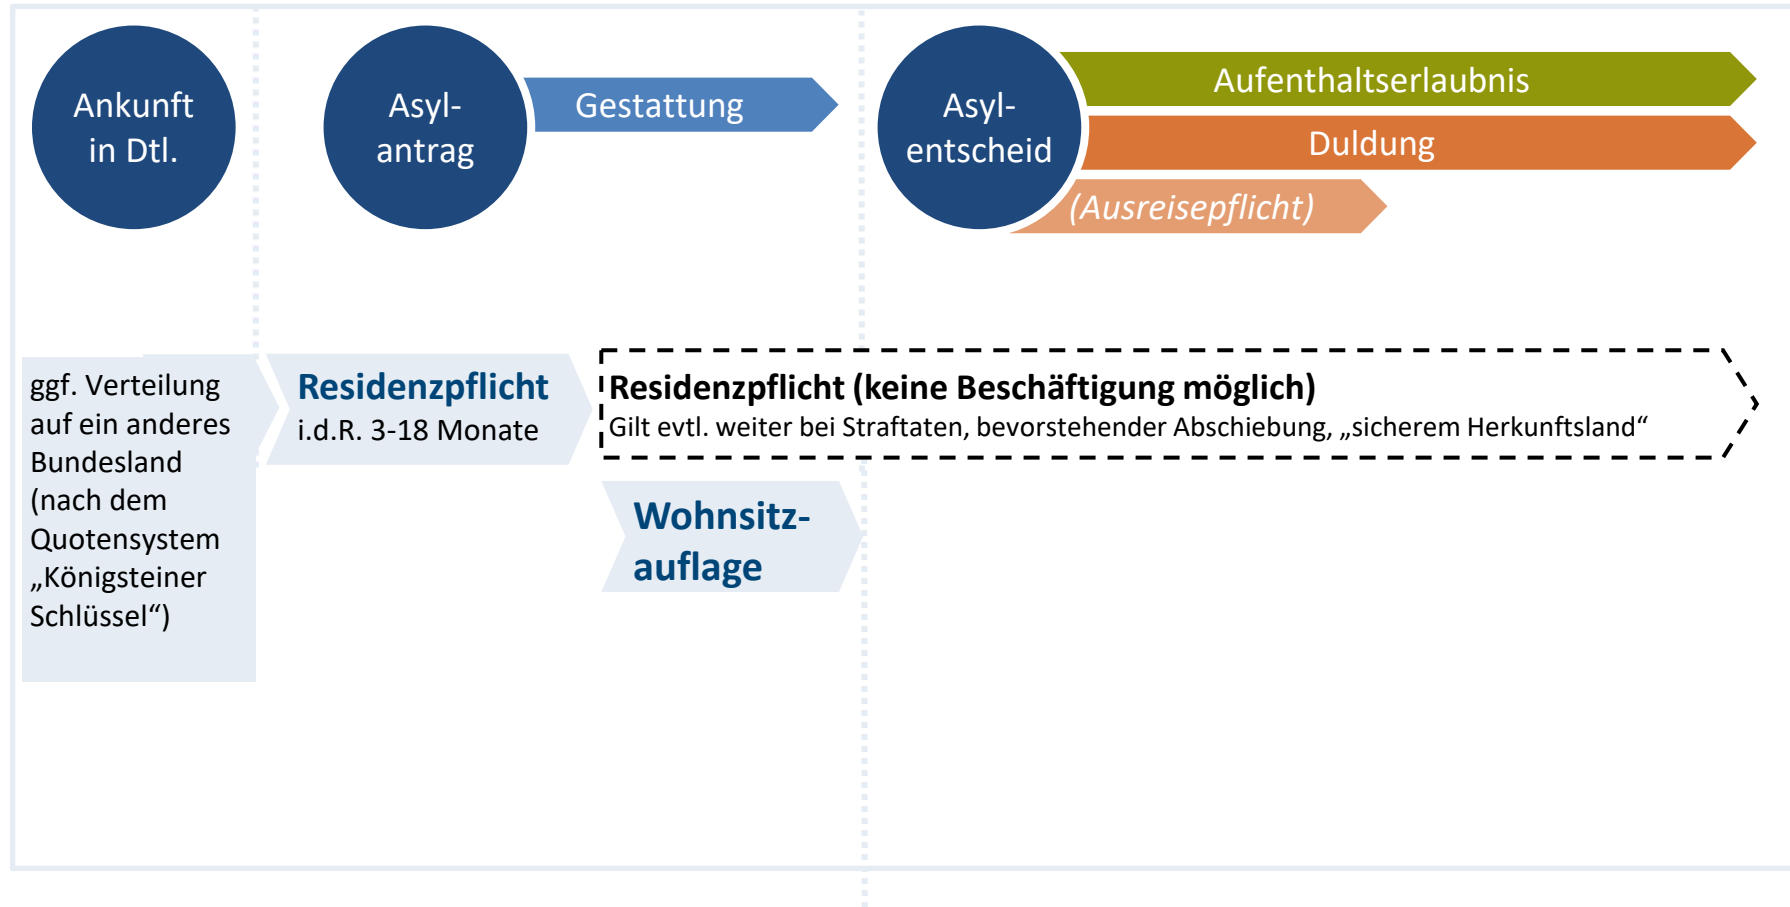 Ankunft
in Dtl.
Asyl-
antrag
Gestattung
Asyl-
entscheid
Aufenthaltserlaubnis
Duldung
(Ausreisepflicht)
ggf. Verteilung
auf ein anderes
Bundesland
(nach dem
Quotensystem
„Königsteiner
Schlüssel“)
Residenzpflicht
i.d.R. 3-18 Monate
Residenzpflicht (keine Beschäftigung möglich)
Gilt evtl. weiter bei Straftaten, bevorstehender Abschiebung, „sicherem Herkunftsland“
Wohnsitz-
auflage